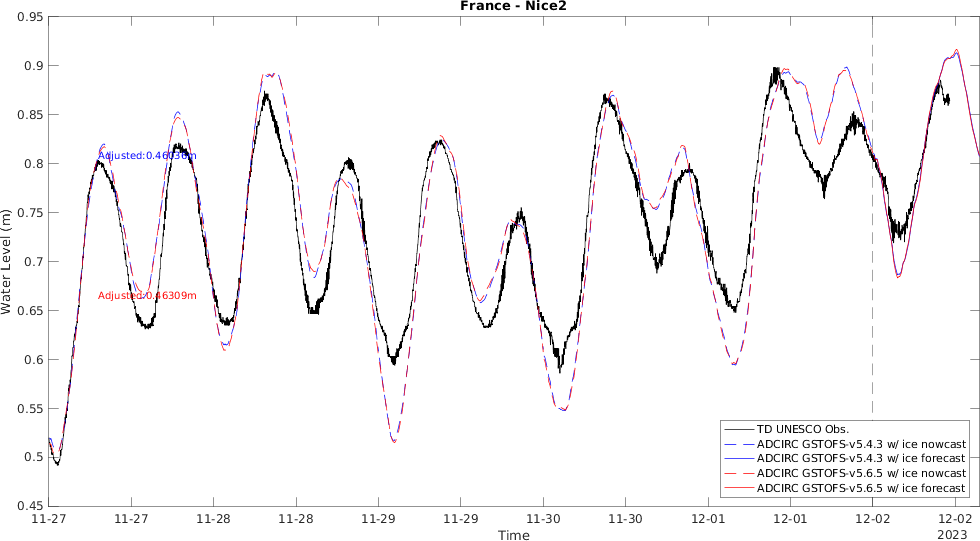 France - Nice2
0.95
0.9
0.85
0.8
0.75
0.7
0.65
0.6
0.55
0.5
0.45
Water Level (m)
Adjusted:0.46036m
Adjusted:0.46309m
TD UNESCO Obs.
ADCIRC GSTOFS-v5.4.3 w/ ice nowcast
ADCIRC GSTOFS-v5.4.3 w/ ice forecast
ADCIRC GSTOFS-v5.6.5 w/ ice nowcast
ADCIRC GSTOFS-v5.6.5 w/ ice forecast
11-27 11-27 11-28 11-28 11-29 11-29 11-30 11-30 12-01 12-01 12-02 12-02
Time
2023